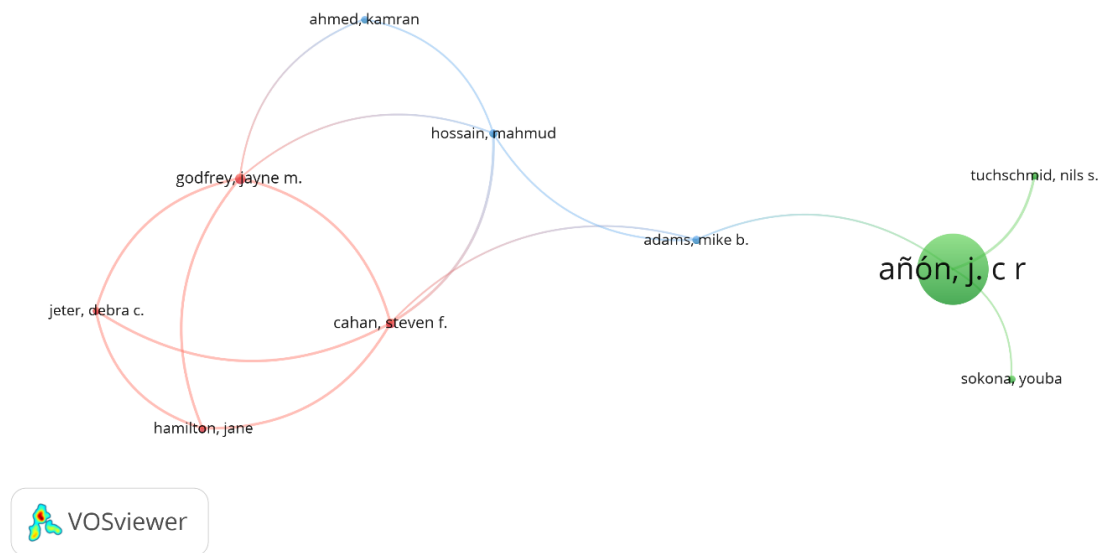 ahmed, kamran
hossain, mahmud
godfrey, jayne m.
tuchschmid, nils s.
adams, mike b.
añón, j. c r
jeter, debra c.
cahan, steven f.
sokona, youba
hamilton, jane
VOSviewer